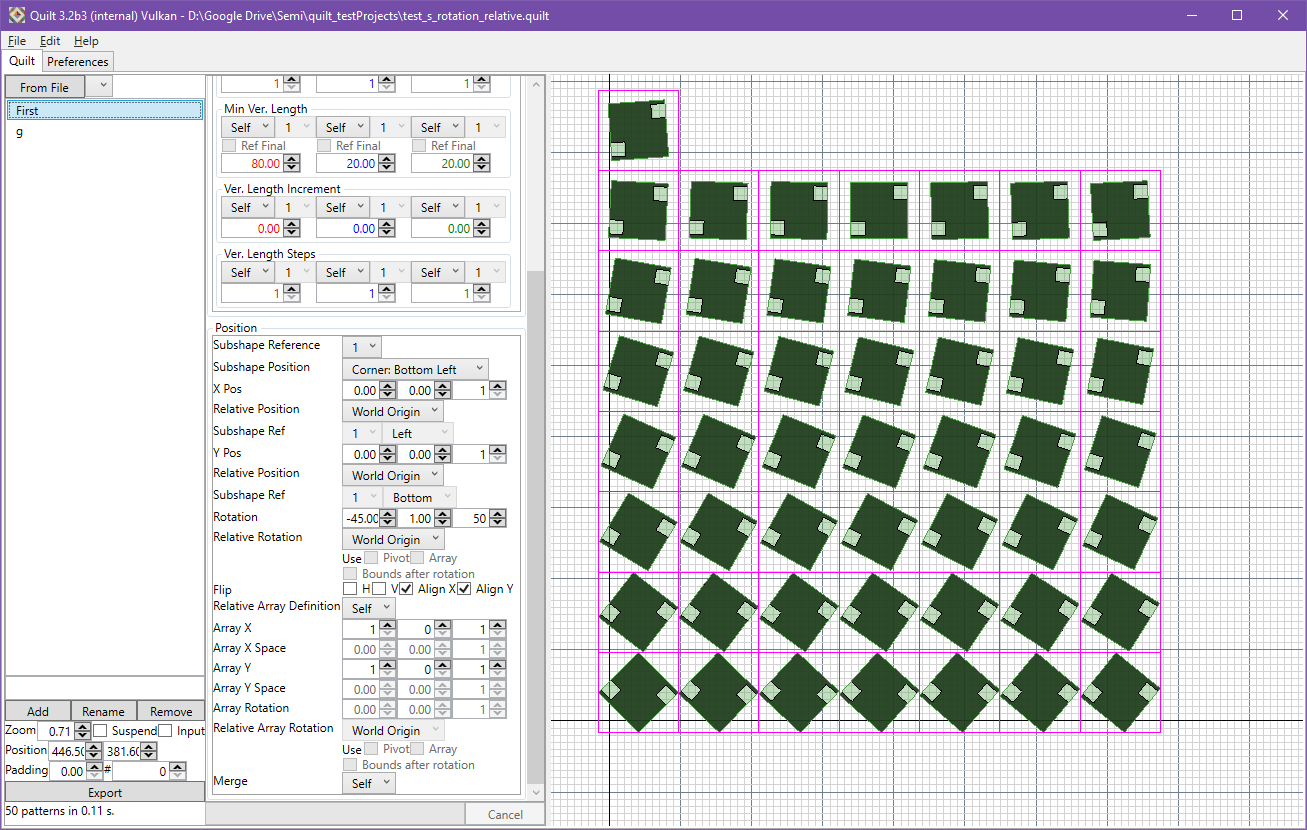 Quilt 3.2b3 (internal) Vulkan - D:\Google Drive\Semi\quilt_testProjects\test_s_rotation_relative.quilt
File Edit Help
Quilt Preferences
From File
First
g
1 1 1
Min Ver. Length
Self 1 Self 1 Self 1
Ref Final Ref Final Ref Final
80.00 20.00 20.00
Ver. Length Increment
Self 1 Self 1 Self 1
0.00 0.00 0.00
Ver. Length Steps
Self 1 Self 1 Self 1
1 1 1
Position
Subshape Reference 1
Subshape Position Corner: Bottom Left
X Pos 0.00 0.00 1
Relative Position World Origin
Subshape Ref 1 Left
Y Pos 0.00 0.00 1
Relative Position World Origin
Subshape Ref 1 Bottom
Rotation -45.00 1.00 50
Relative Rotation World Origin
Use Pivot Array
Bounds after rotation
Flip H V Align X Align Y
Relative Array Definition Self
Array X 1 0 1
Array X Space 0.00 0.00 1
Array Y 1 0 1
Array Y Space 0.00 0.00 1
Array Rotation 0.00 0.00 1
Relative Array Rotation World Origin
Use Pivot Array
Bounds after rotation
Merge Self
Cancel
Add Rename Remove
Zoom 0.71 Suspend Input
Position 446.50 381.60
Padding 0.00 # 0
Export
50 patterns in 0.11 s.